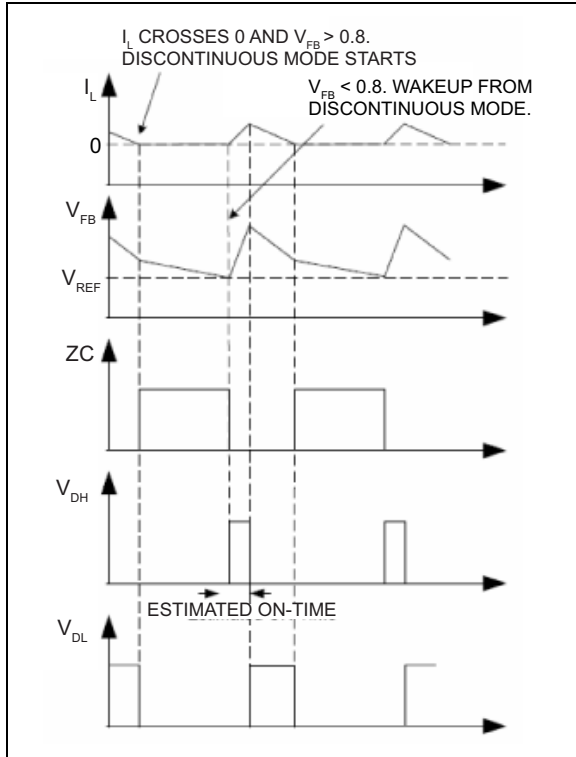 I_L CROSSES 0 AND V_FB > 0.8.
DISCONTINUOUS MODE STARTS
V_FB < 0.8. WAKEUP FROM
DISCONTINUOUS MODE.
I_L
0
V_FB
V_REF
ZC
V_DH
ESTIMATED ON-TIME
V_DL